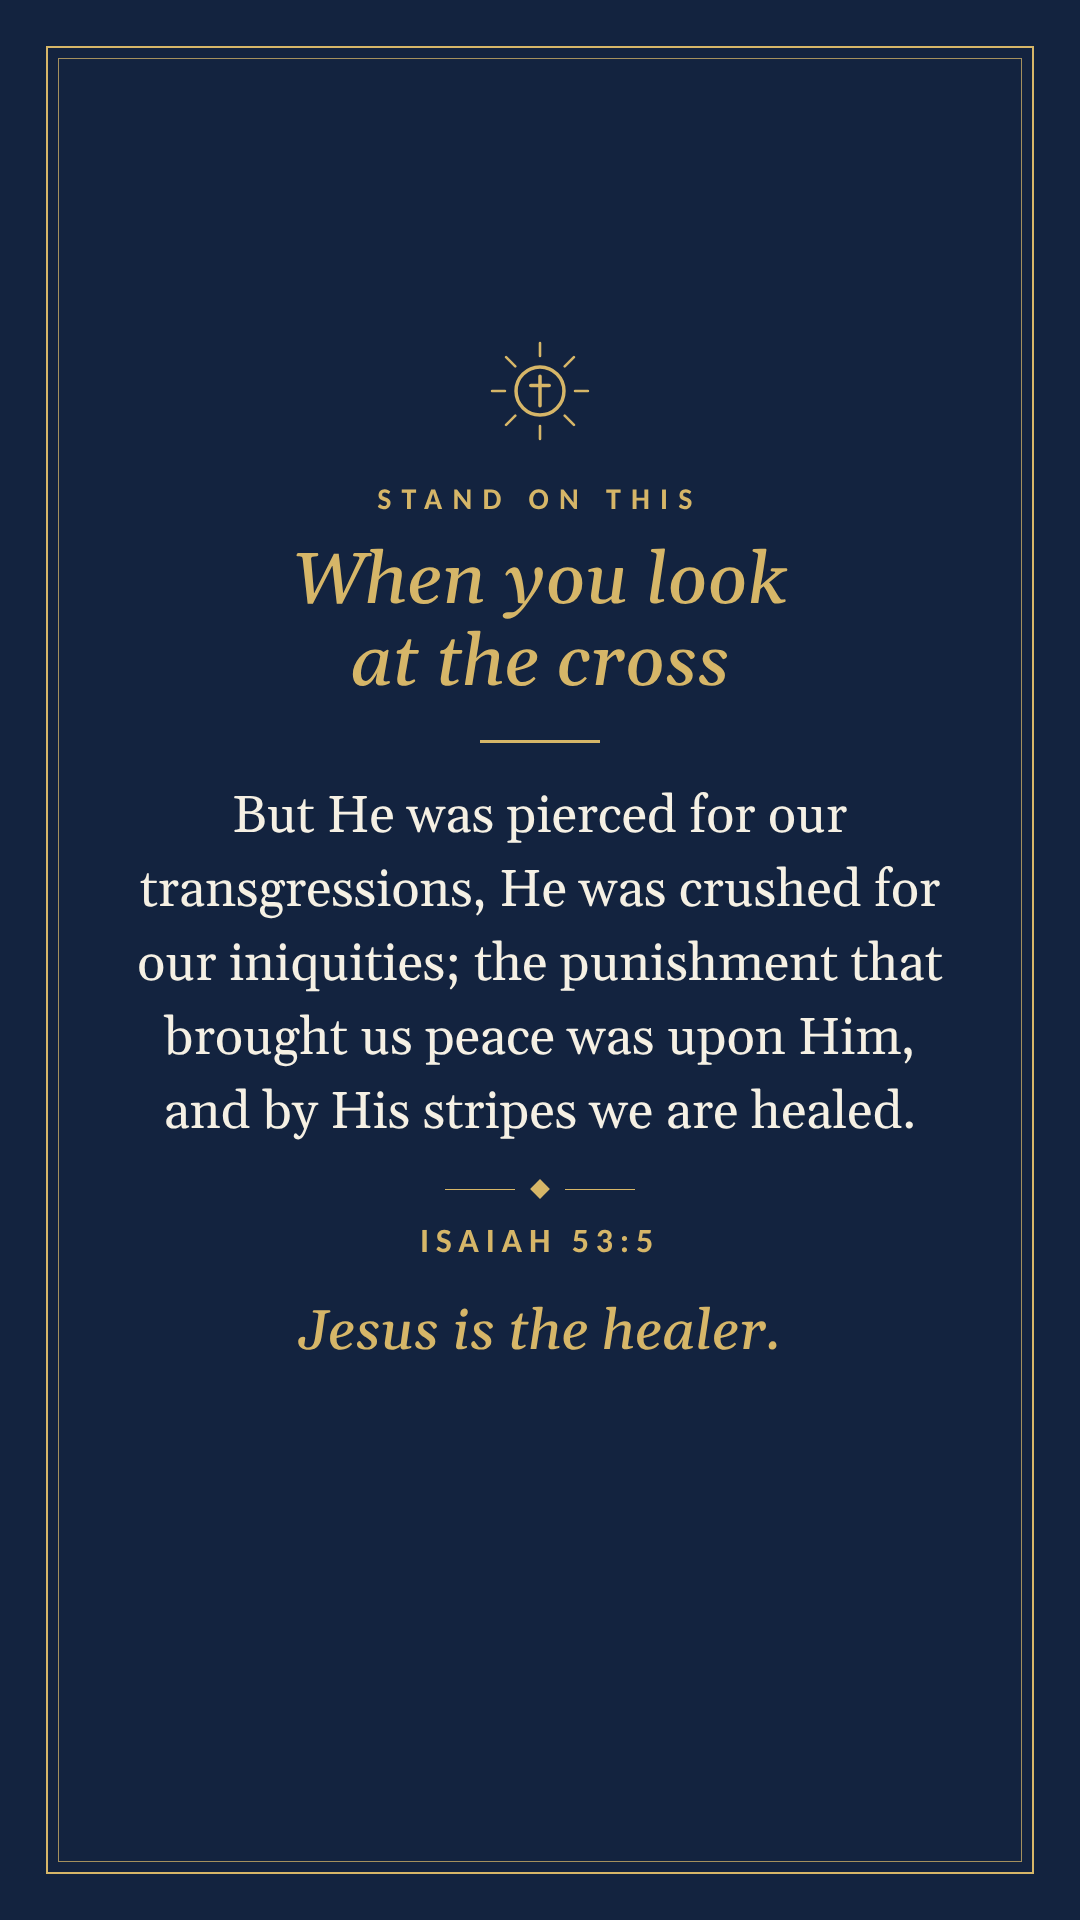 STAND ON THIS
When you look
at the cross
But He was pierced for our
transgressions, He was crushed for
our iniquities; the punishment that
brought us peace was upon Him,
and by His stripes we are healed.
ISAIAH 53:5
Jesus is the healer.